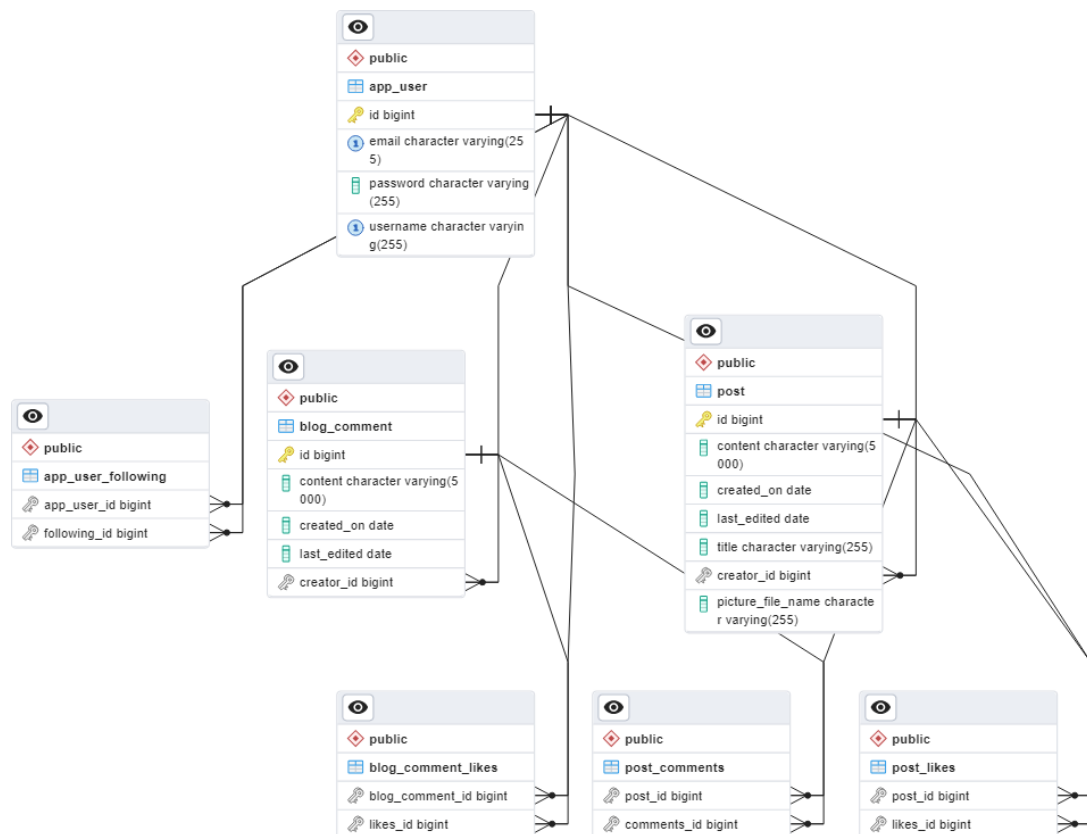 public
app_user
id bigint
email character varying(25
5)
password character varying
(255)
username character varyin
g(255)
public
app_user_following
app_user_id bigint
following_id bigint
public
blog_comment
id bigint
content character varying(5
000)
created_on date
last_edited date
creator_id bigint
public
post
id bigint
content character varying(5
000)
created_on date
last_edited date
title character varying(255)
creator_id bigint
picture_file_name characte
r varying(255)
public
blog_comment_likes
blog_comment_id bigint
likes_id bigint
public
post_comments
post_id bigint
comments_id bigint
public
post_likes
post_id bigint
likes_id bigint